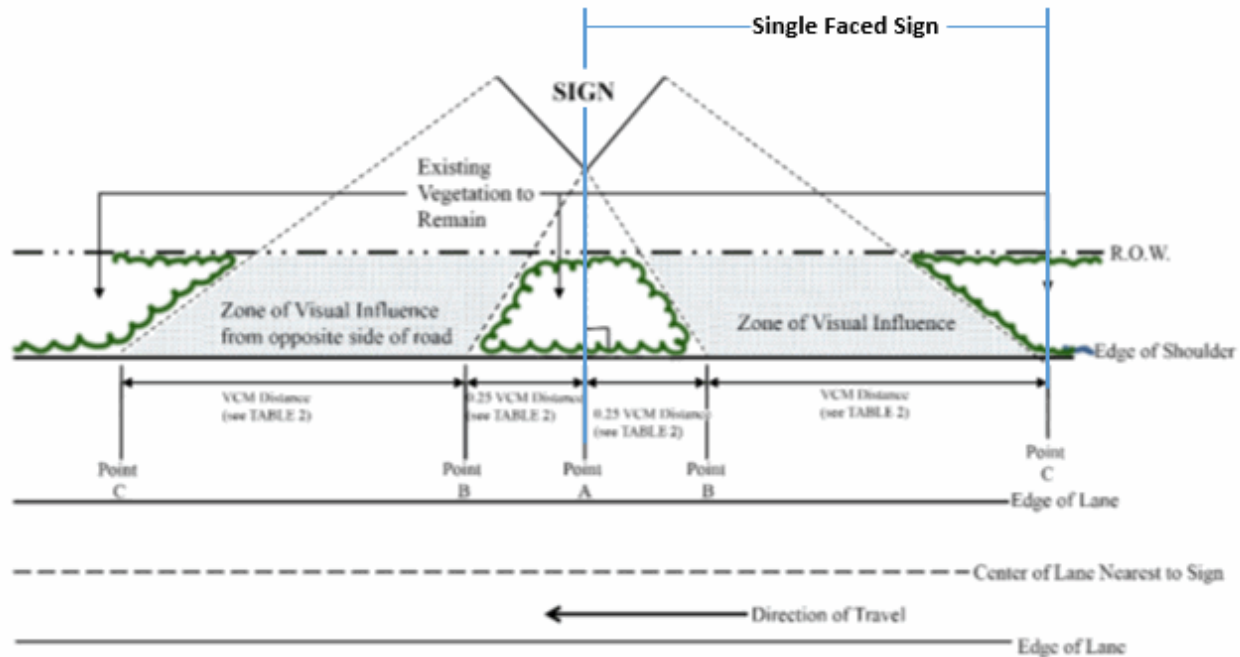 Single Faced Sign
SIGN
Existing
Vegetation to
Remain
R.O.W.
Zone of Visual Influence
from opposite side of road
Zone of Visual Influence
Edge of Shoulder
VCM Distance
(see TABLE 2)
0.25 VCM Distance
(see TABLE 2)
0.25 VCM Distance
(see TABLE 2)
VCM Distance
(see TABLE 2)
Point
C
Point
B
Point
A
Point
B
Point
C
Edge of Lane
Center of Lane Nearest to Sign
Direction of Travel
Edge of Lane